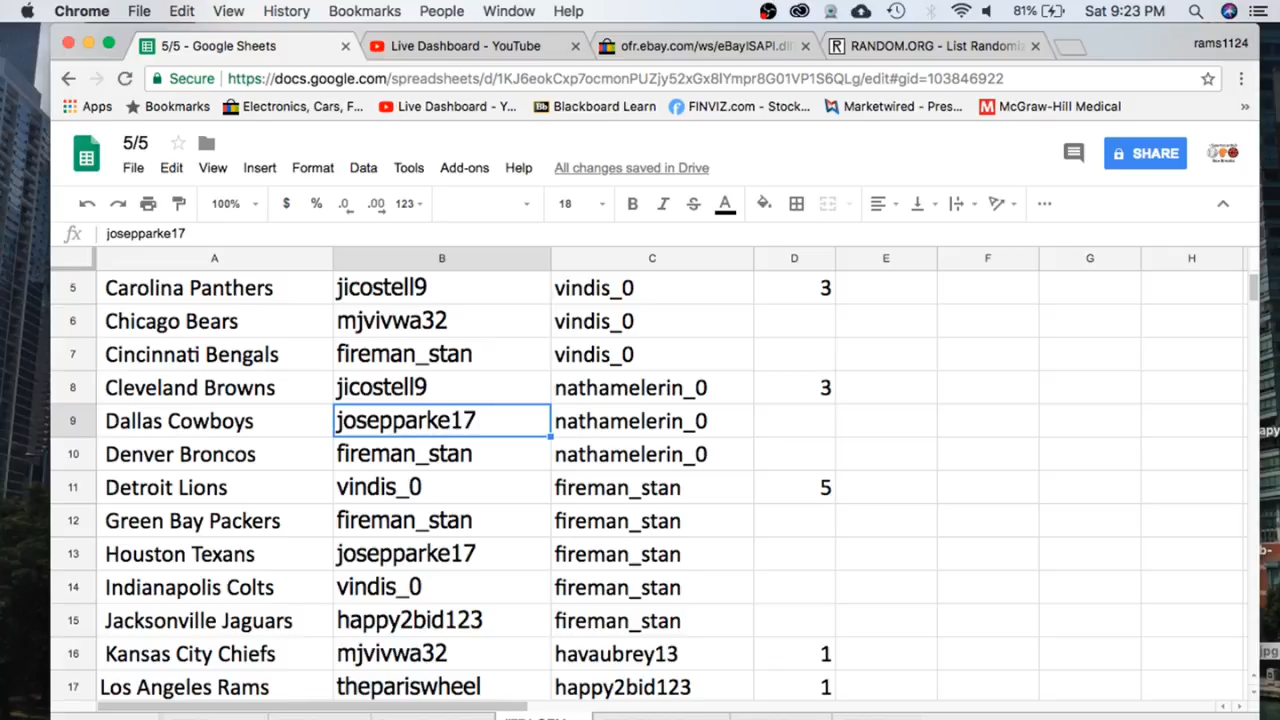 Chrome File Edit View History Bookmarks People Window Help 81% Sat 9:23 PM
5/5 - Google Sheets Live Dashboard - YouTube ofr.ebay.com/ws/eBayISAPI.dll RANDOM.ORG - List Randomiz rams1124
Secure https://docs.google.com/spreadsheets/d/1KJ6eokCxp7ocmonPUZjy52xGx8lYmpr8G01VP1S6QLg/edit#gid=103846922
Apps Bookmarks Electronics, Cars, F... Live Dashboard - Y... Blackboard Learn FINVIZ.com - Stock... Marketwired - Pres... McGraw-Hill Medical »
5/5
File Edit View Insert Format Data Tools Add-ons Help All changes saved in Drive SHARE
100% $ % .0 .00 123 18 B I S A
fx josepparke17
A B C D E F G H
5 Carolina Panthers jicostell9 vindis_0 3
6 Chicago Bears mjvivwa32 vindis_0
7 Cincinnati Bengals fireman_stan vindis_0
8 Cleveland Browns jicostell9 nathamelerin_0 3
9 Dallas Cowboys josepparke17 nathamelerin_0
10 Denver Broncos fireman_stan nathamelerin_0
11 Detroit Lions vindis_0 fireman_stan 5
12 Green Bay Packers fireman_stan fireman_stan
13 Houston Texans josepparke17 fireman_stan
14 Indianapolis Colts vindis_0 fireman_stan
15 Jacksonville Jaguars happy2bid123 fireman_stan
16 Kansas City Chiefs mjvivwa32 havaubrey13 1
17 Los Angeles Rams thepariswheel happy2bid123 1